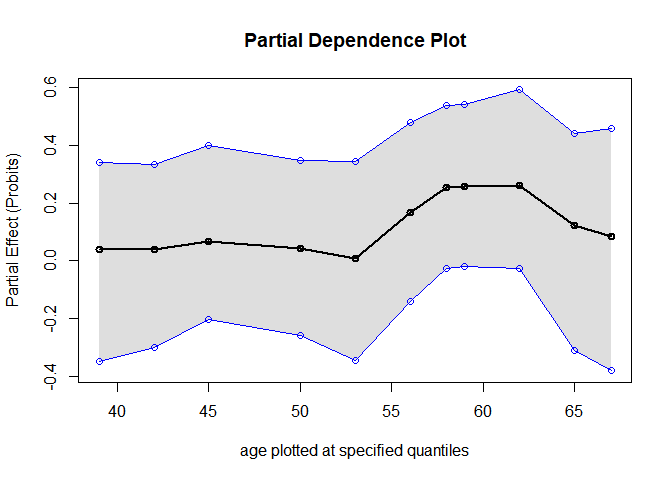 Partial Dependence Plot
Partial Effect (Probits)
0.6
0.4
0.2
0.0
-0.2
-0.4
40 45 50 55 60 65
age plotted at specified quantiles